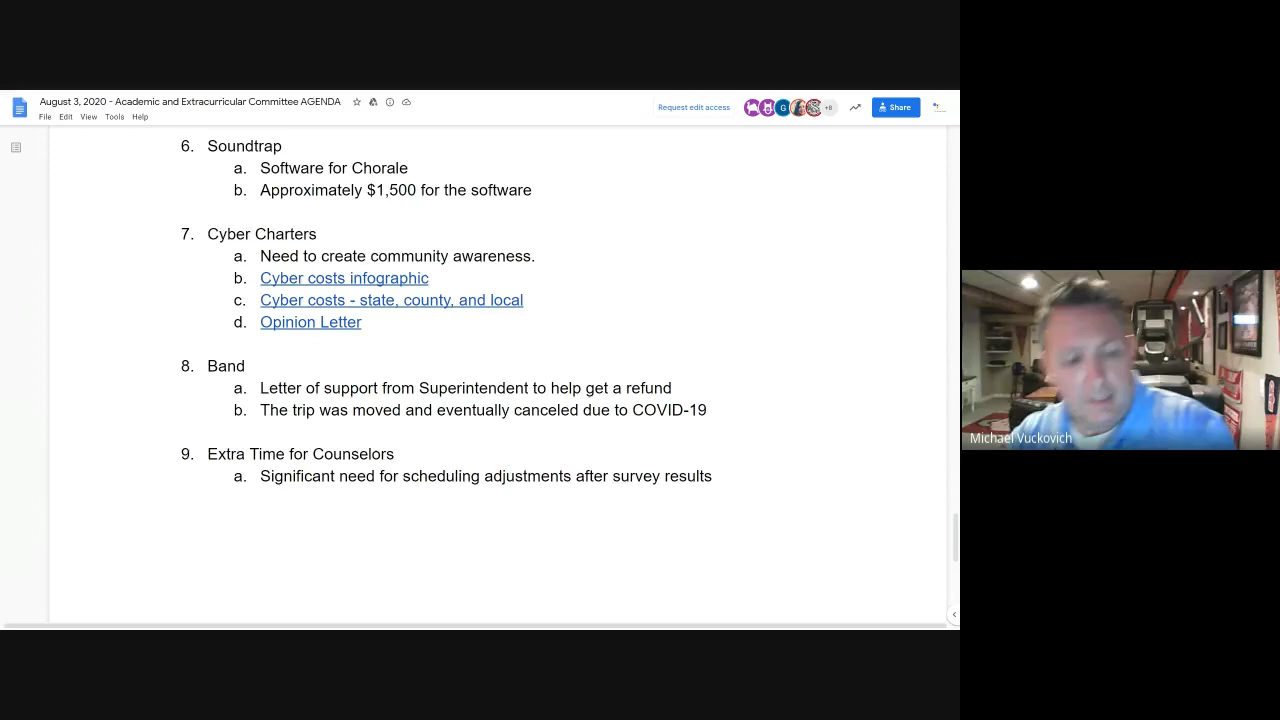 August 3, 2020 - Academic and Extracurricular Committee AGENDA
File Edit View Tools Help
Request edit access
G
+8
Share
6. Soundtrap
a. Software for Chorale
b. Approximately $1,500 for the software
7. Cyber Charters
a. Need to create community awareness.
b. Cyber costs infographic
c. Cyber costs - state, county, and local
d. Opinion Letter
8. Band
a. Letter of support from Superintendent to help get a refund
b. The trip was moved and eventually canceled due to COVID-19
9. Extra Time for Counselors
a. Significant need for scheduling adjustments after survey results
Michael Vuckovich